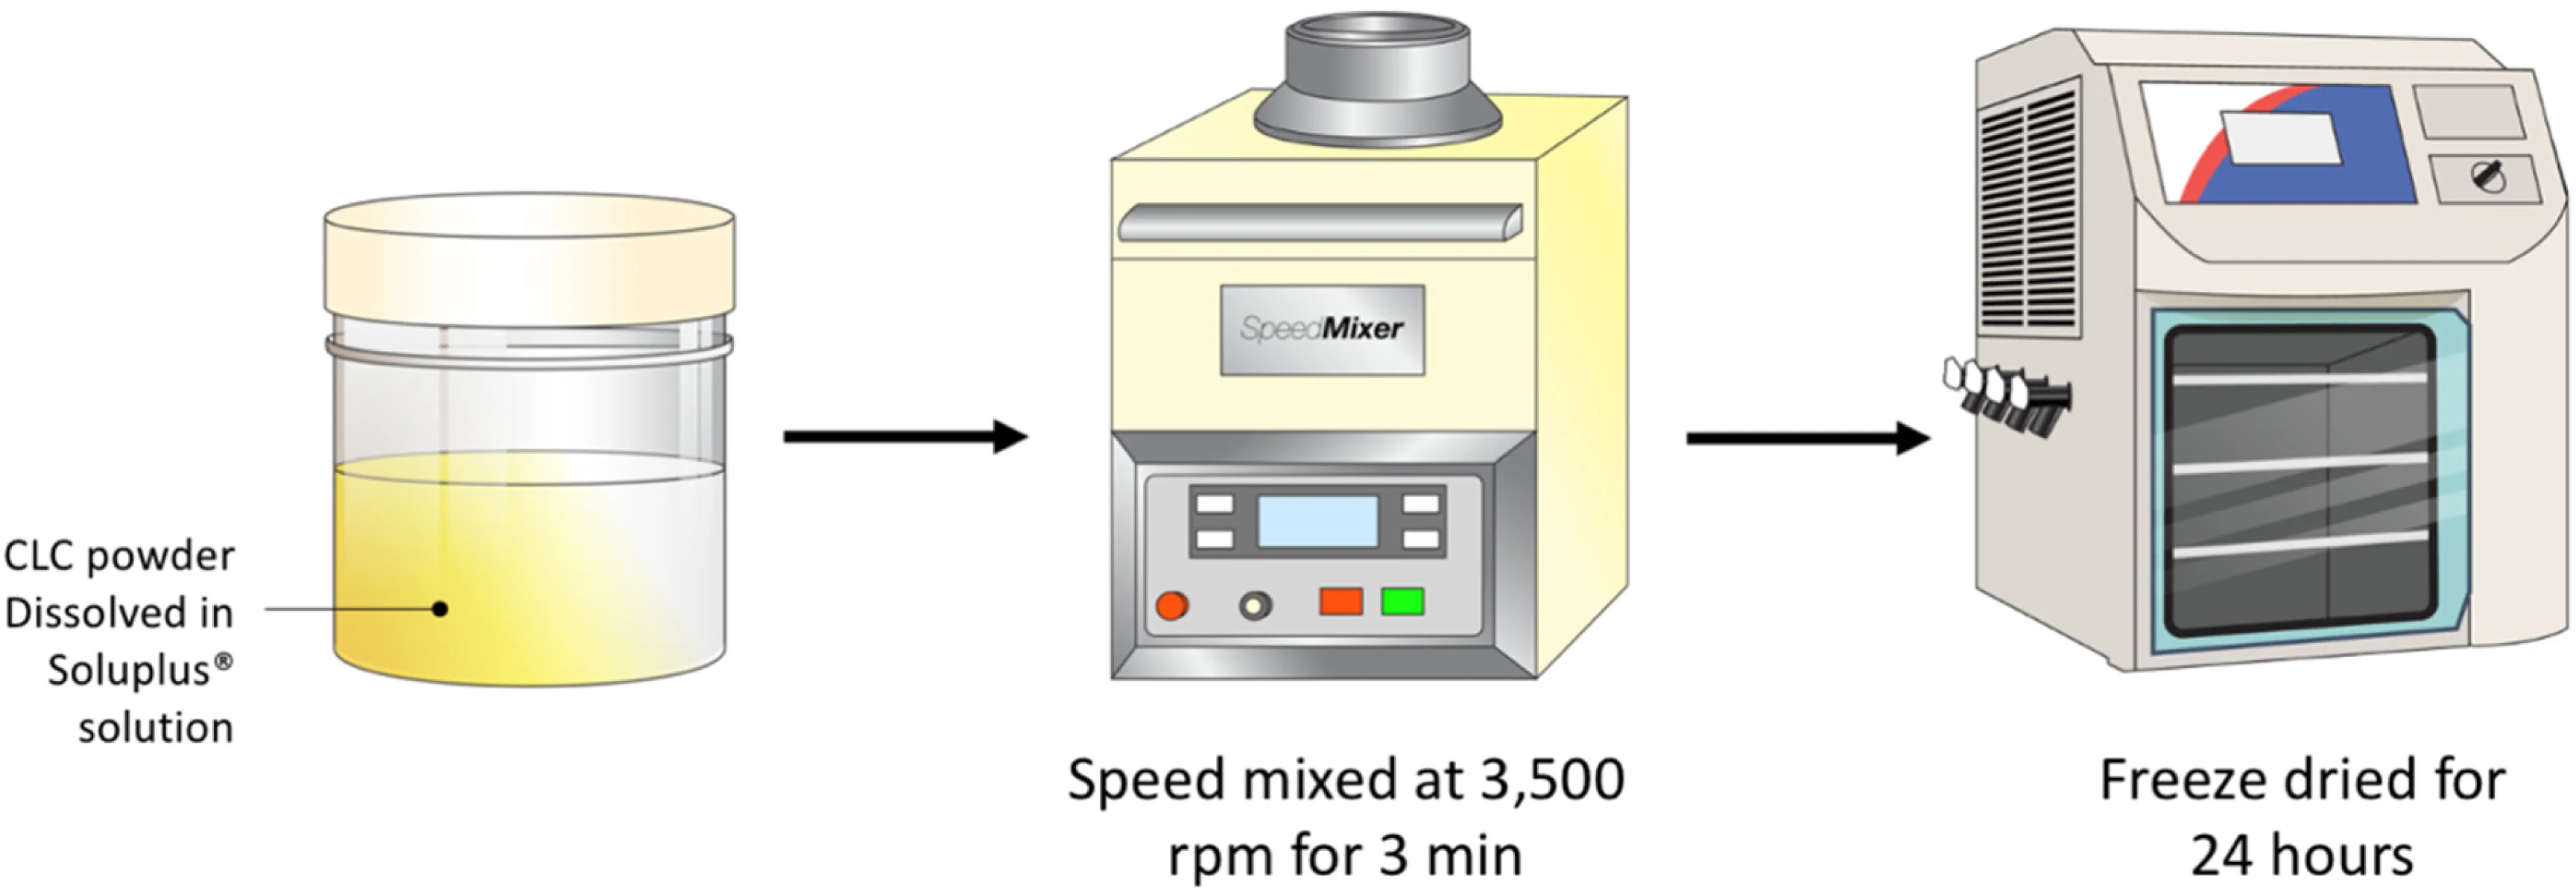 CLC powder
Dissolved in
Soluplus®
solution
SpeedMixer
Speed mixed at 3,500
rpm for 3 min
Freeze dried for
24 hours